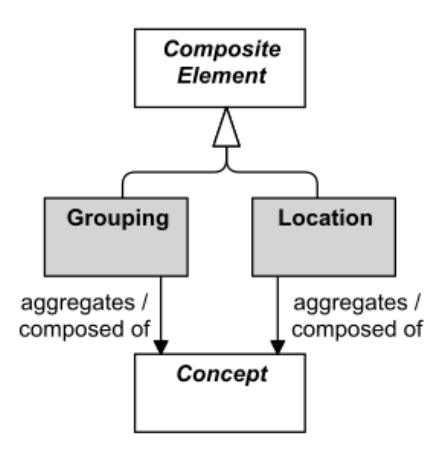 Composite
Element
Grouping
Location
aggregates /
composed of
aggregates /
composed of
Concept